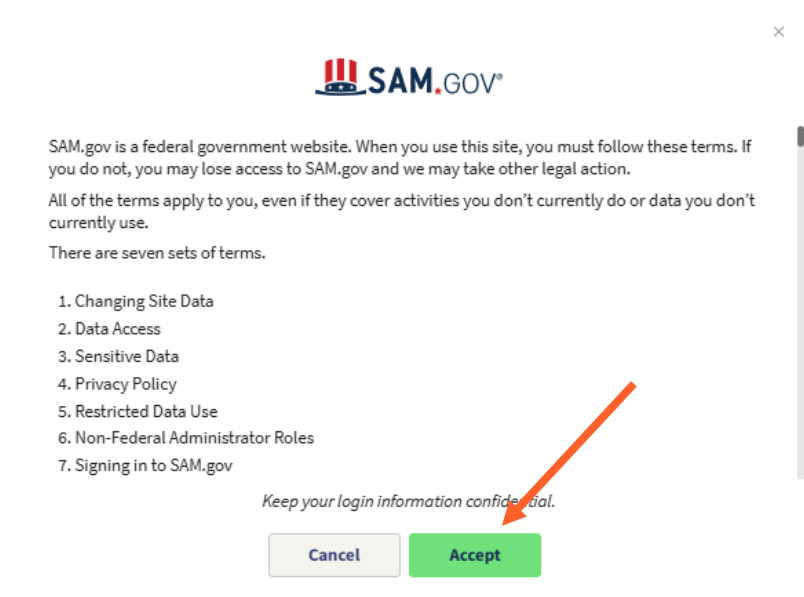 SAM.GOV®
SAM.gov is a federal government website. When you use this site, you must follow these terms. If
you do not, you may lose access to SAM.gov and we may take other legal action.
All of the terms apply to you, even if they cover activities you don’t currently do or data you don’t
currently use.
There are seven sets of terms.
1. Changing Site Data
2. Data Access
3. Sensitive Data
4. Privacy Policy
5. Restricted Data Use
6. Non-Federal Administrator Roles
7. Signing in to SAM.gov
Keep your login information confidential.
Cancel
Accept